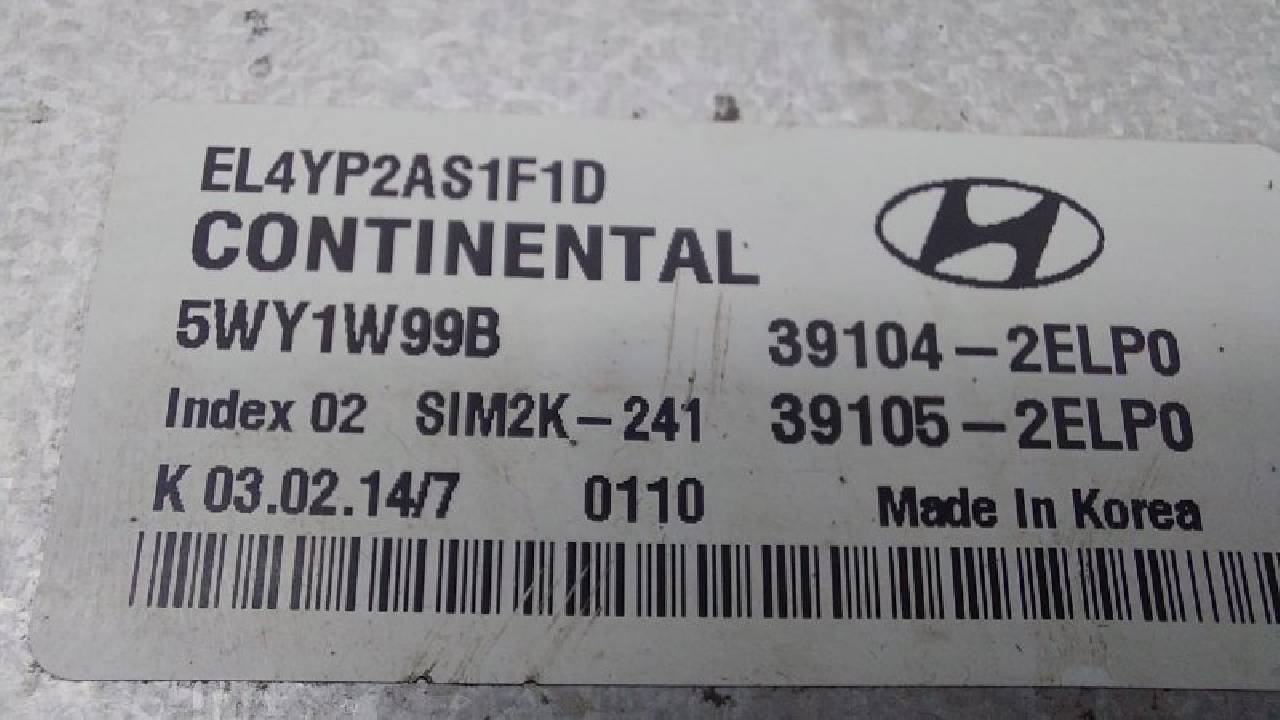 EL4YP2AS1F1D
CONTINENTAL
5WY1W99B 39104-2ELP0
Index 02 SIM2K-241 39105-2ELP0
K 03.02.14/7 0110 Made In Korea